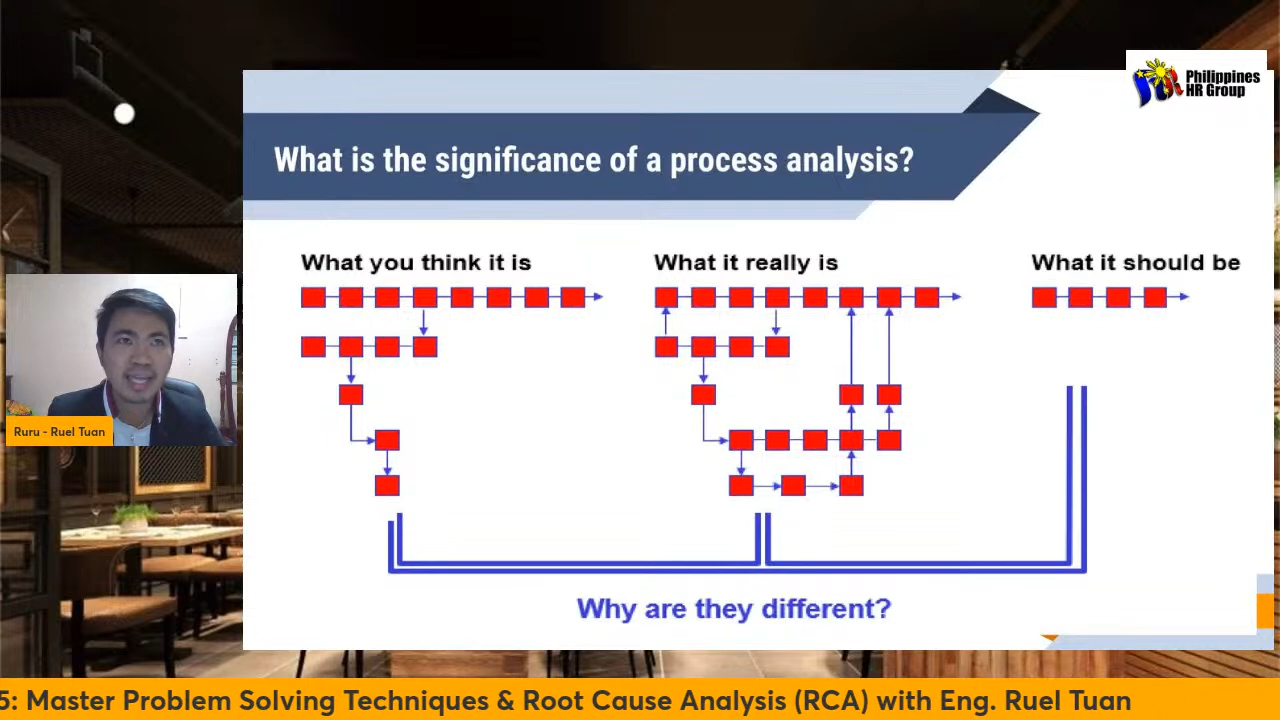 Philippines
HR Group
What is the significance of a process analysis?
What you think it is
What it really is
What it should be
Ruru - Ruel Tuan
Why are they different?
5: Master Problem Solving Techniques & Root Cause Analysis (RCA) with Eng. Ruel Tuan